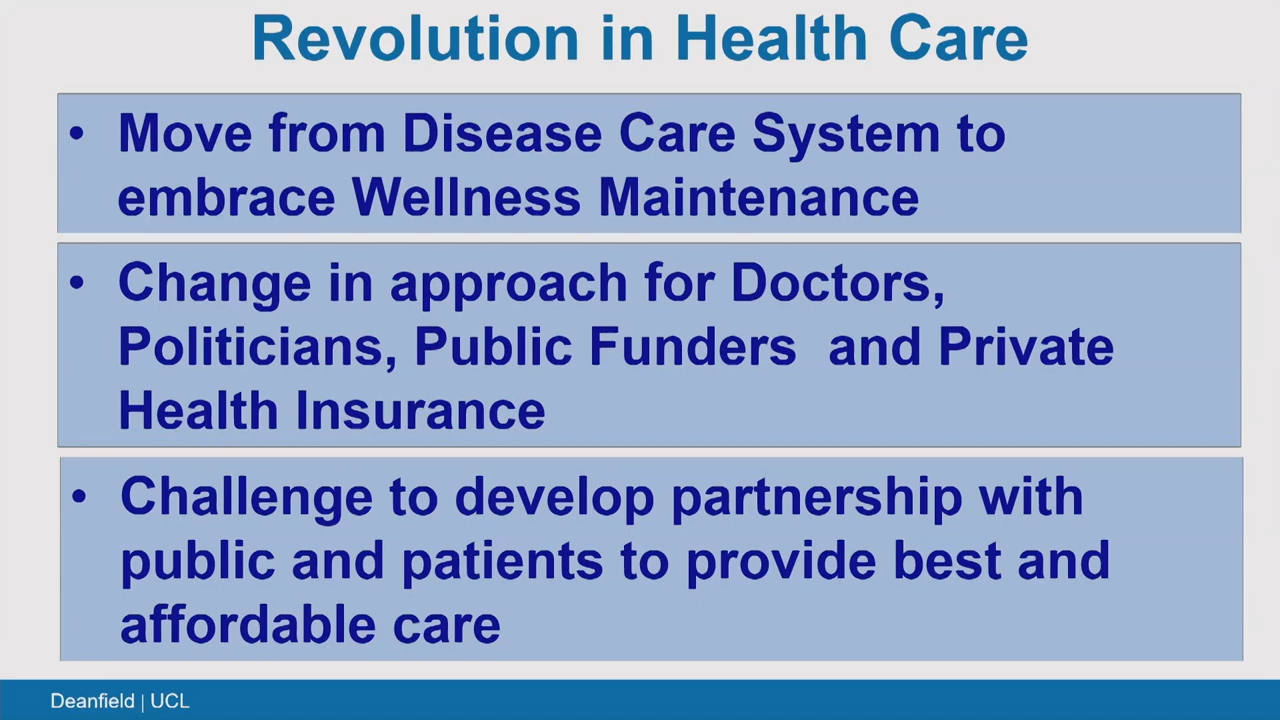 Revolution in Health Care
• Move from Disease Care System to
embrace Wellness Maintenance
• Change in approach for Doctors,
Politicians, Public Funders  and Private
Health Insurance
• Challenge to develop partnership with
public and patients to provide best and
affordable care
Deanfield | UCL